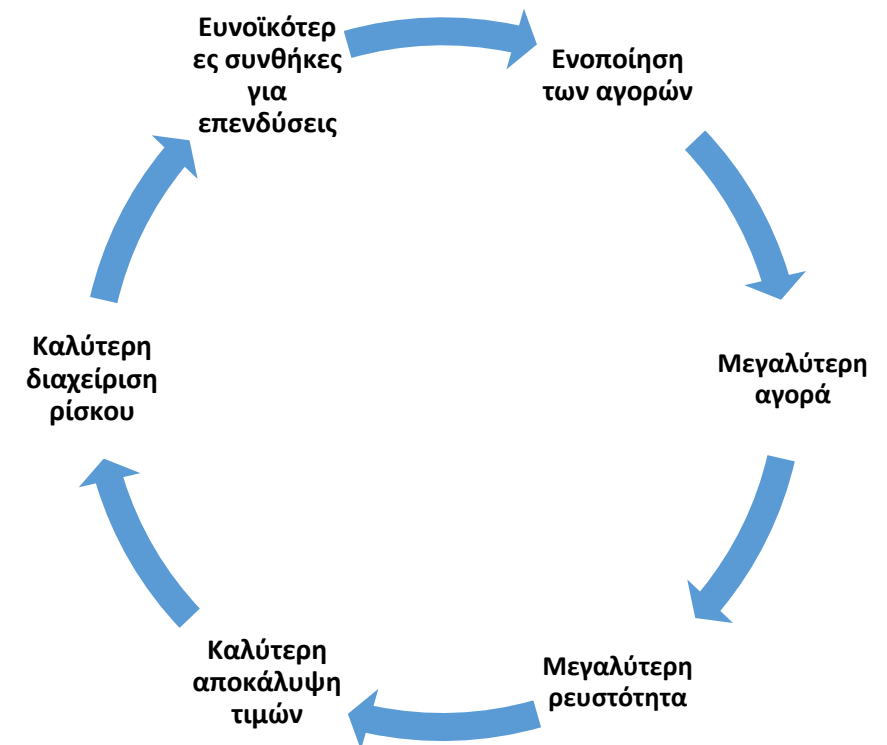 Ευνοϊκότερ
ες συνθήκες
για
επενδύσεις
Ενοποίηση
των αγορών
Μεγαλύτερη
αγορά
Μεγαλύτερη
ρευστότητα
Καλύτερη
αποκάλυψη
τιμών
Καλύτερη
διαχείριση
ρίσκου